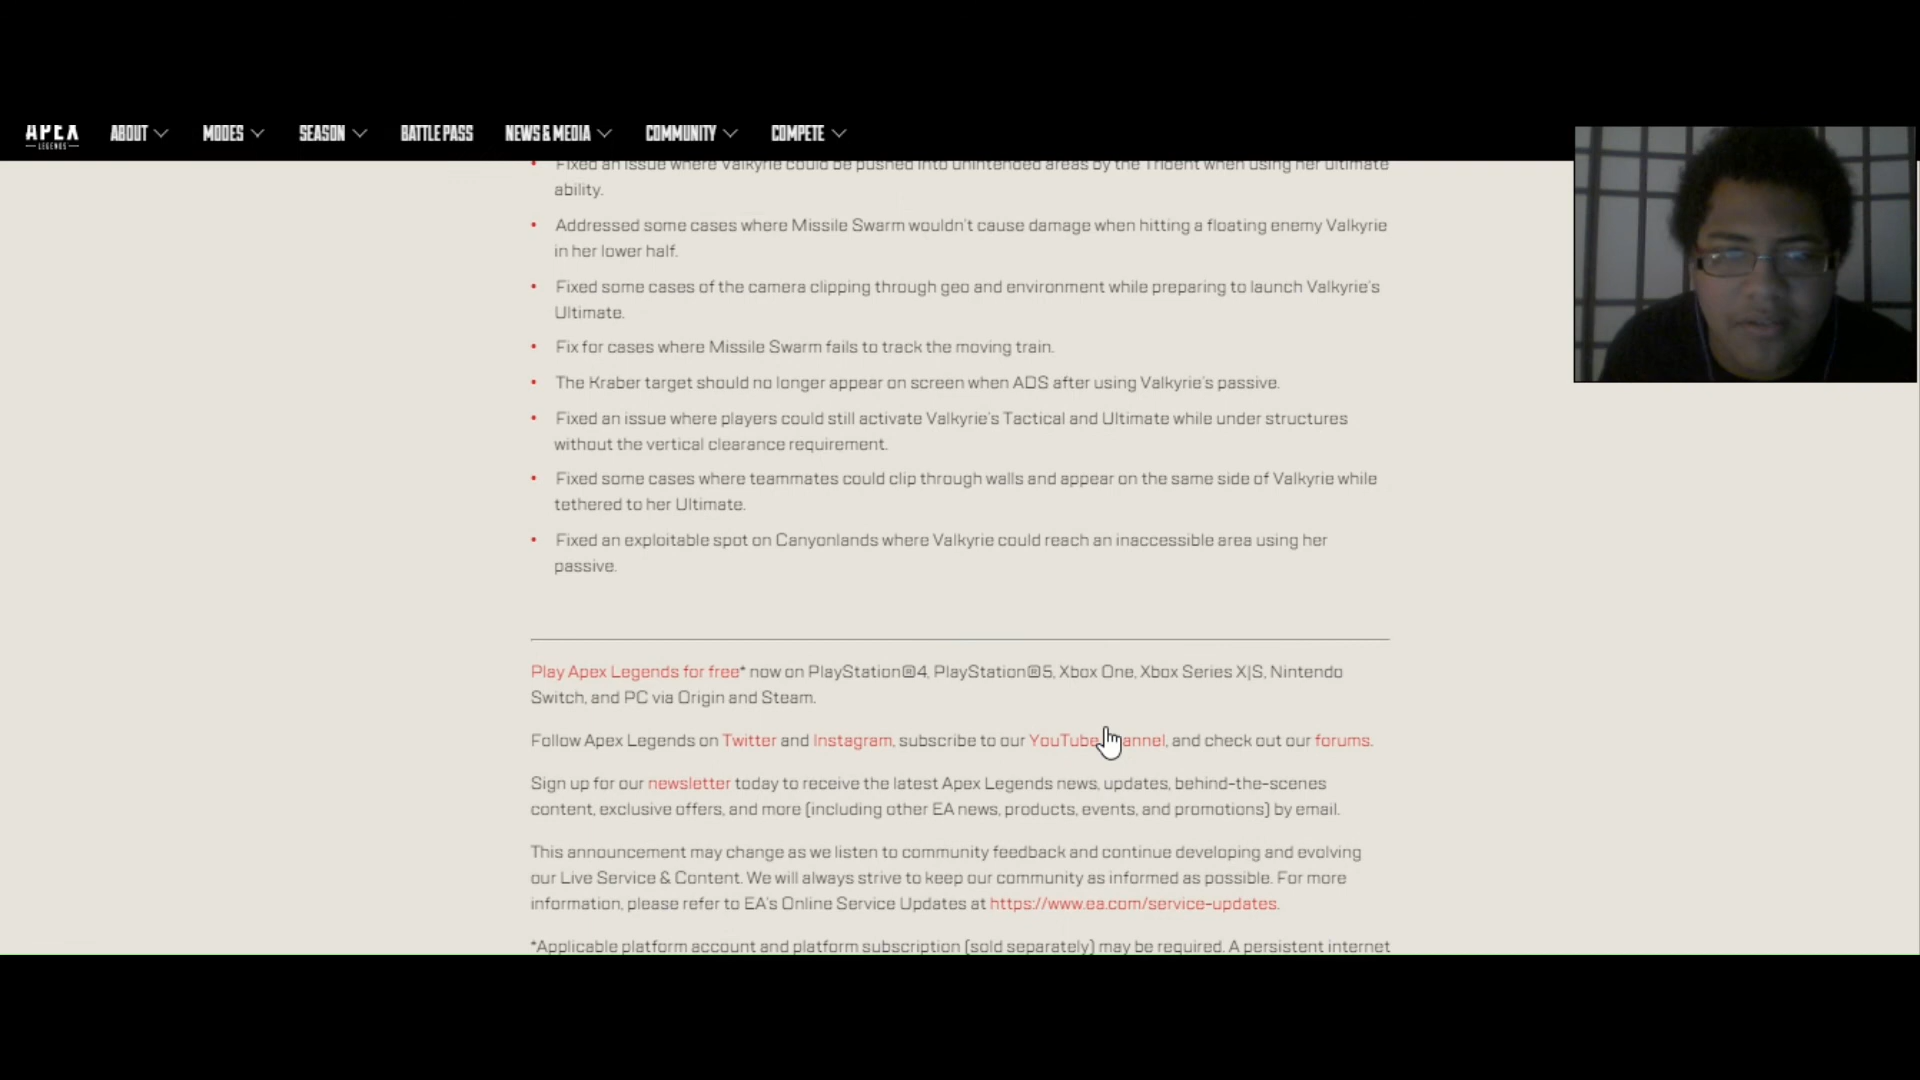 APEX
LEGENDS
ABOUT MODES SEASON BATTLE PASS NEWS & MEDIA COMMUNITY COMPETE
• Fixed an issue where Valkyrie could be pushed into unintended areas by the Trident when using her ultimate
ability.
• Addressed some cases where Missile Swarm wouldn't cause damage when hitting a floating enemy Valkyrie
in her lower half.
• Fixed some cases of the camera clipping through geo and environment while preparing to launch Valkyrie's
Ultimate.
• Fix for cases where Missile Swarm fails to track the moving train.
• The Kraber target should no longer appear on screen when ADS after using Valkyrie's passive.
• Fixed an issue where players could still activate Valkyrie's Tactical and Ultimate while under structures
without the vertical clearance requirement.
• Fixed some cases where teammates could clip through walls and appear on the same side of Valkyrie while
tethered to her Ultimate.
• Fixed an exploitable spot on Canyonlands where Valkyrie could reach an inaccessible area using her
passive.
Play Apex Legends for free* now on PlayStation®4, PlayStation®5, Xbox One, Xbox Series X|S, Nintendo
Switch, and PC via Origin and Steam.
Follow Apex Legends on Twitter and Instagram, subscribe to our YouTube channel, and check out our forums.
Sign up for our newsletter today to receive the latest Apex Legends news, updates, behind-the-scenes
content, exclusive offers, and more (including other EA news, products, events, and promotions) by email.
This announcement may change as we listen to community feedback and continue developing and evolving
our Live Service & Content. We will always strive to keep our community as informed as possible. For more
information, please refer to EA's Online Service Updates at https://www.ea.com/service-updates.
*Applicable platform account and platform subscription (sold separately) may be required. A persistent internet